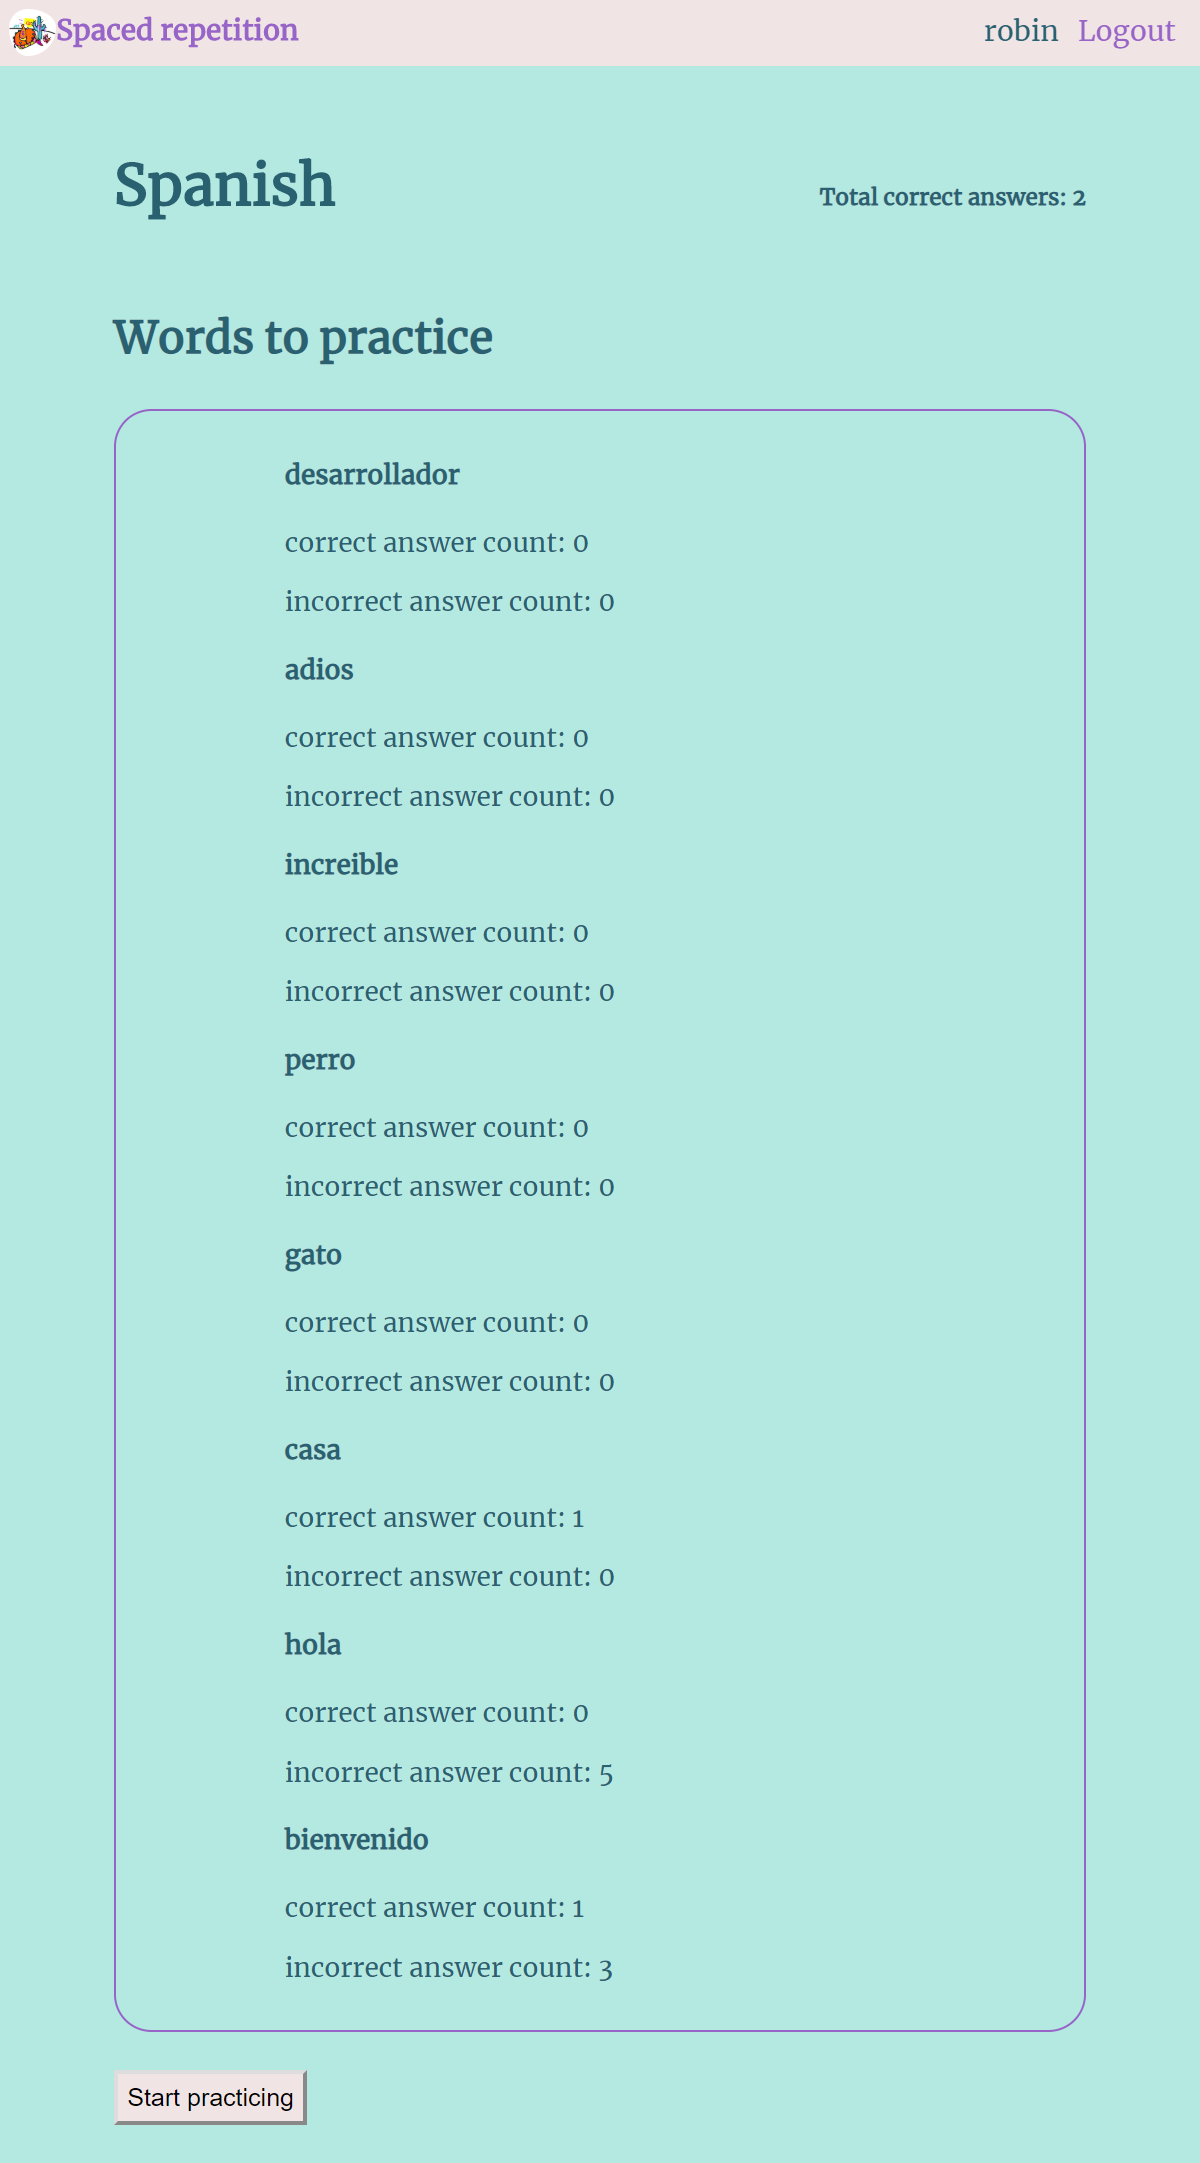 Spaced repetition
robin Logout
Spanish
Total correct answers: 2
Words to practice
desarrollador
correct answer count: 0
incorrect answer count: 0
adios
correct answer count: 0
incorrect answer count: 0
increible
correct answer count: 0
incorrect answer count: 0
perro
correct answer count: 0
incorrect answer count: 0
gato
correct answer count: 0
incorrect answer count: 0
casa
correct answer count: 1
incorrect answer count: 0
hola
correct answer count: 0
incorrect answer count: 5
bienvenido
correct answer count: 1
incorrect answer count: 3
Start practicing